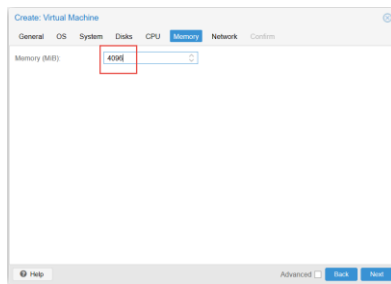 Create: Virtual Machine
General OS System Disks CPU Memory Network Confirm
Memory (MiB): 4096
Help Advanced Back Next